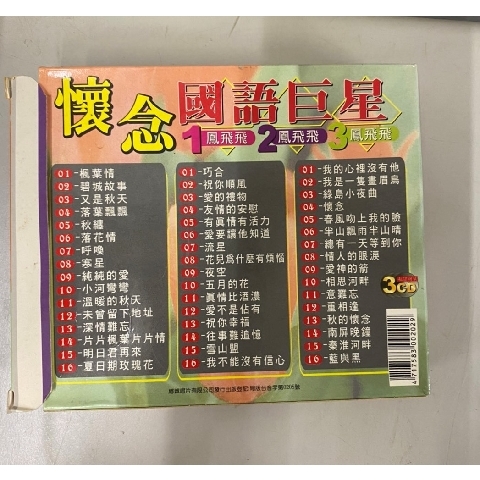 懷念 國語巨星
1鳳飛飛 2鳳飛飛 3鳳飛飛
01-楓葉情
02-碧城故事
03-又是秋天
04-落葉飄飄
05-秋纏
06-落花情
07-呼喚
08-寒星
09-純純的愛
10-小河彎彎
11-溫暖的秋天
12-未曾留下地址
13-深情難忘
14-片片楓葉片片情
15-明日君再來
16-夏日期玫瑰花
01-巧合
02-祝你順風
03-愛的禮物
04-友情的安慰
05-有真情有活力
06-愛要讓他知道
07-流星
08-花兒為什麼有煩惱
09-夜空
10-五月的花
11-真情比酒濃
12-愛不是佔有
13-祝你幸福
14-往事難追憶
15-雪山盟
16-我不能沒有信心
01-我的心裡沒有他
02-我是一隻畫眉鳥
03-綠島小夜曲
04-懷念
05-春風吻上我的臉
06-半山飄雨半山晴
07-總有一天等到你
08-情人的眼淚
09-愛神的箭
10-相思河畔
11-意難忘
12-重相逢
13-秋的懷念
14-南屏晚鐘
15-秦淮河畔
16-藍與黑
3CD
4717583002029